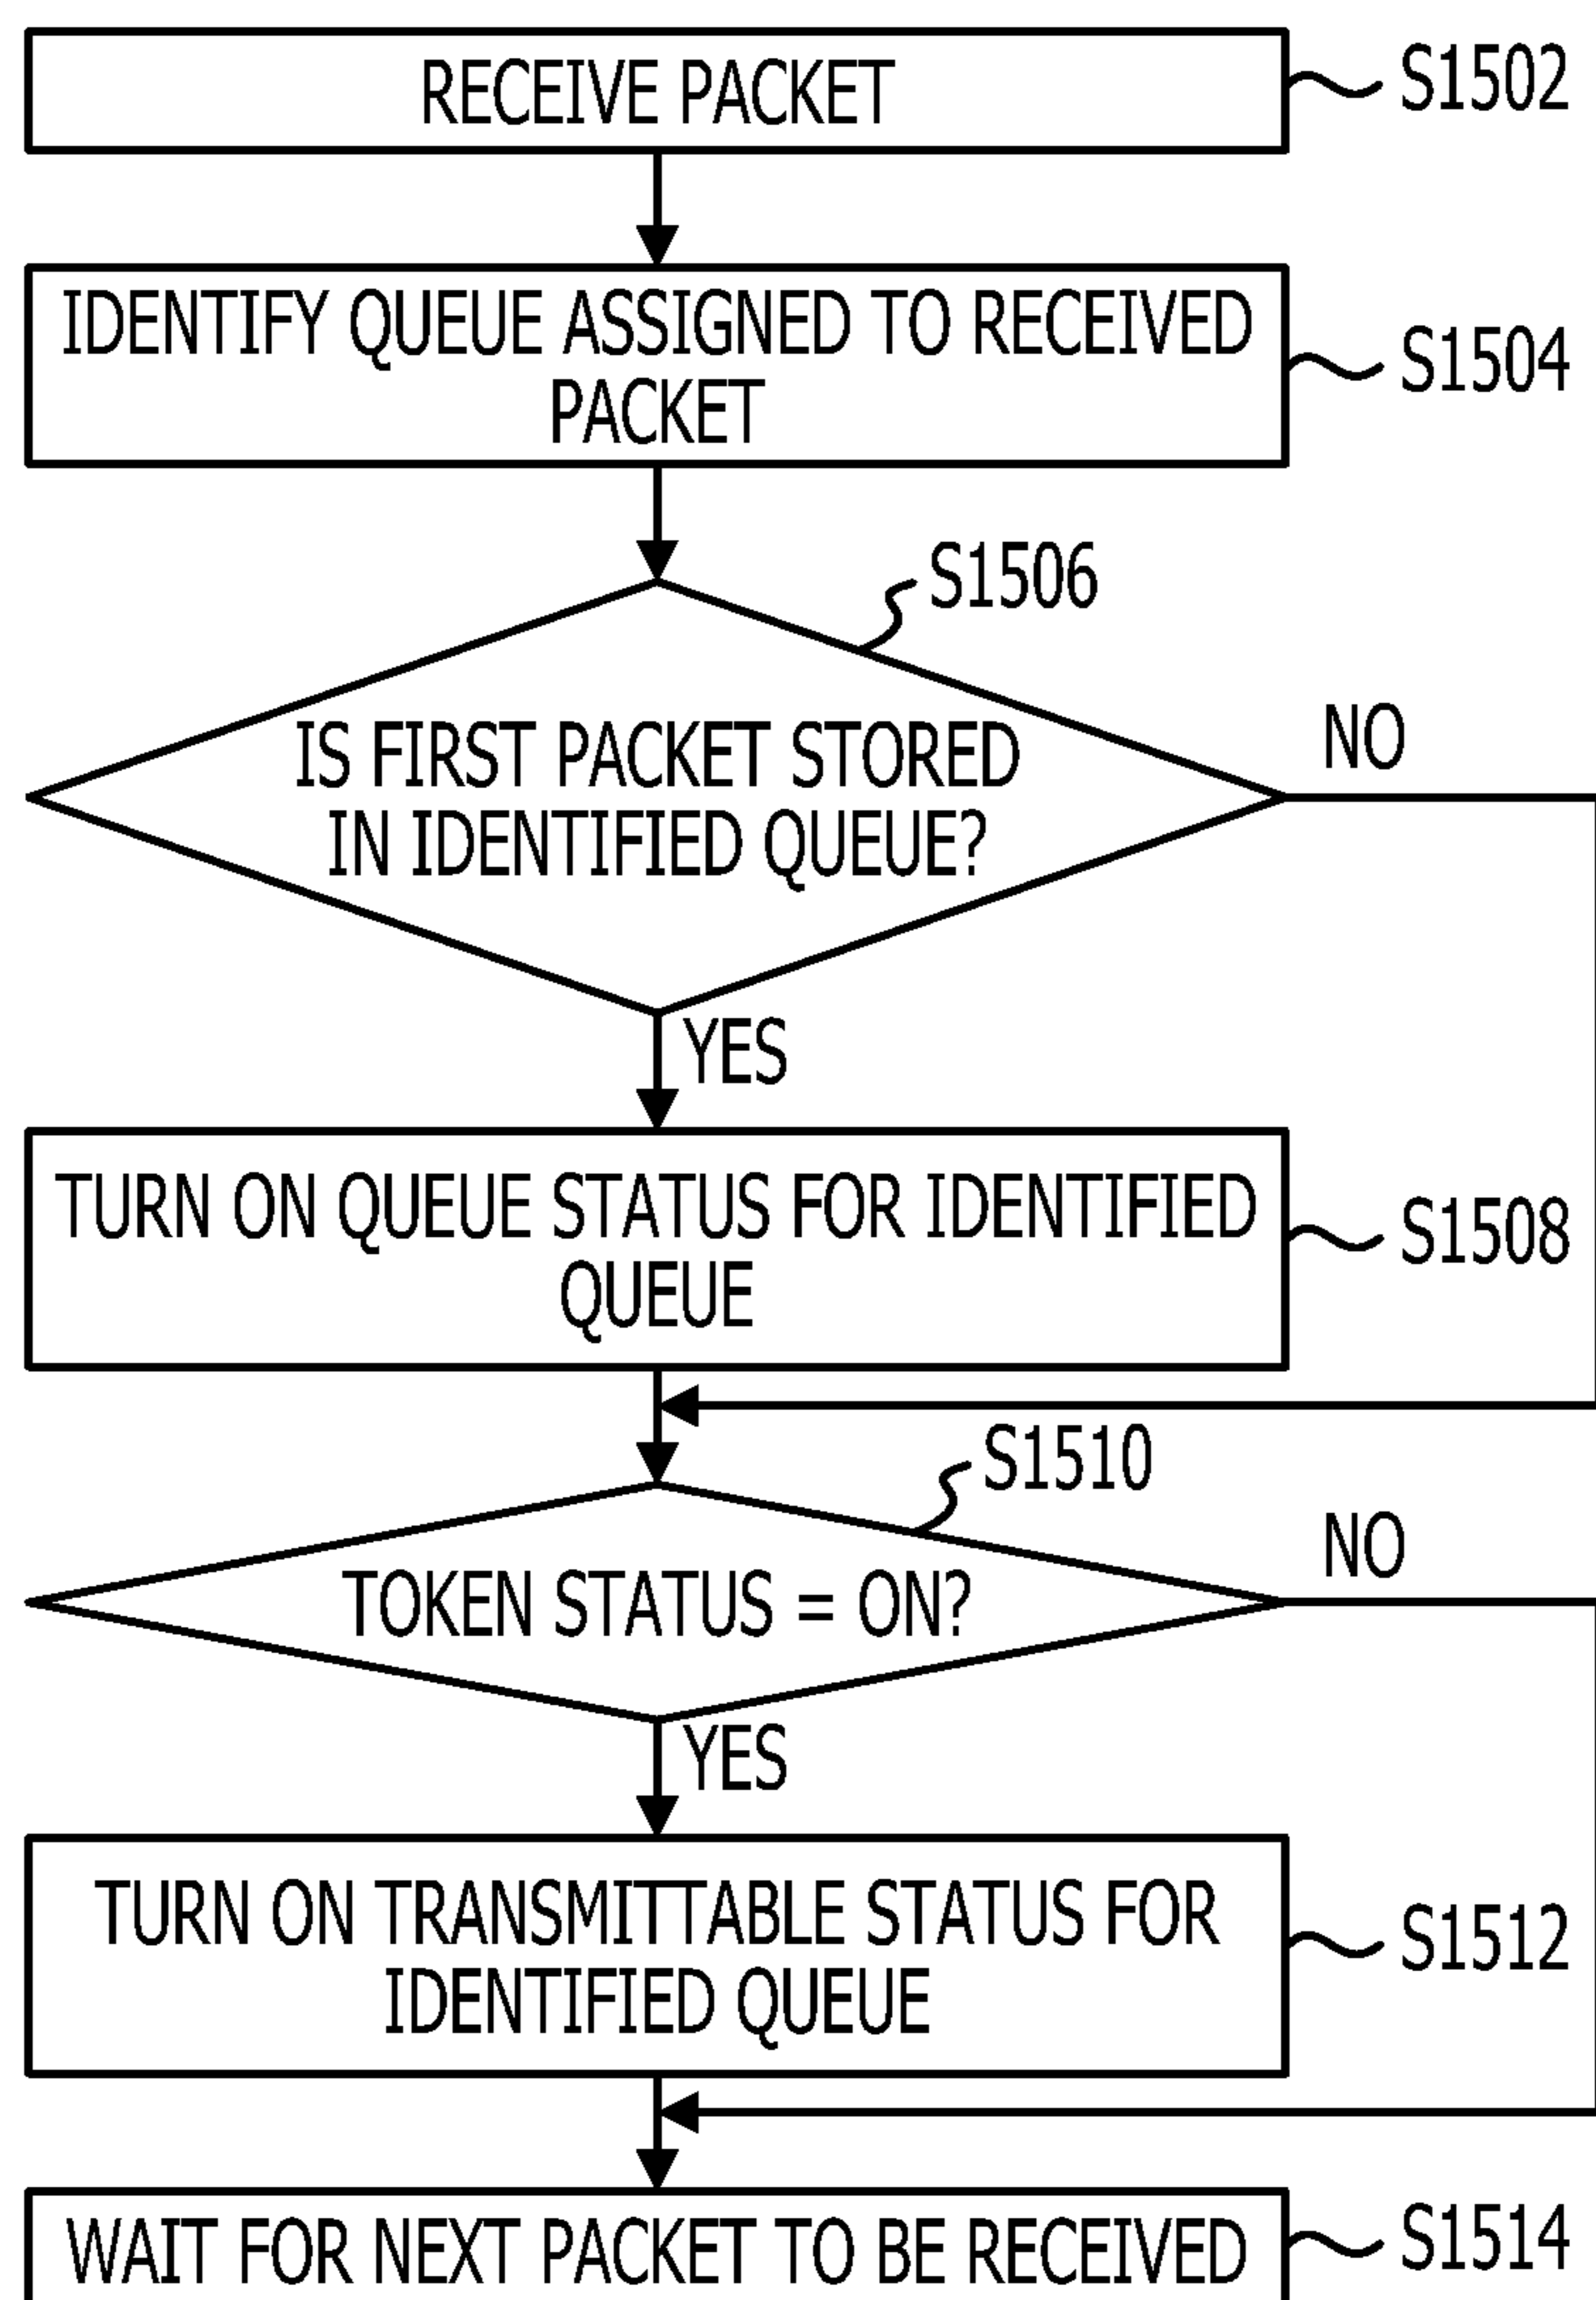 RECEIVE PACKET
S1502
IDENTIFY QUEUE ASSIGNED TO RECEIVED
PACKET
S1504
S1506
IS FIRST PACKET STORED
IN IDENTIFIED QUEUE?
NO
YES
TURN ON QUEUE STATUS FOR IDENTIFIED
QUEUE
S1508
S1510
TOKEN STATUS = ON?
NO
YES
TURN ON TRANSMITTABLE STATUS FOR
IDENTIFIED QUEUE
S1512
WAIT FOR NEXT PACKET TO BE RECEIVED
S1514